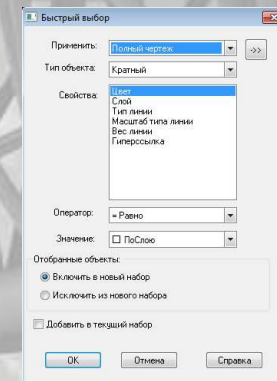 Быстрый выбор
Применить: Полный чертеж
Тип объекта: Кратный
Свойства: Цвет
Слой
Тип линии
Масштаб типа линии
Вес линии
Гиперссылка
Оператор: = Равно
Значение: ПоСлою
Отобранные объекты:
Включить в новый набор
Исключить из нового набора
Добавить в текущий набор
OK Отмена Справка